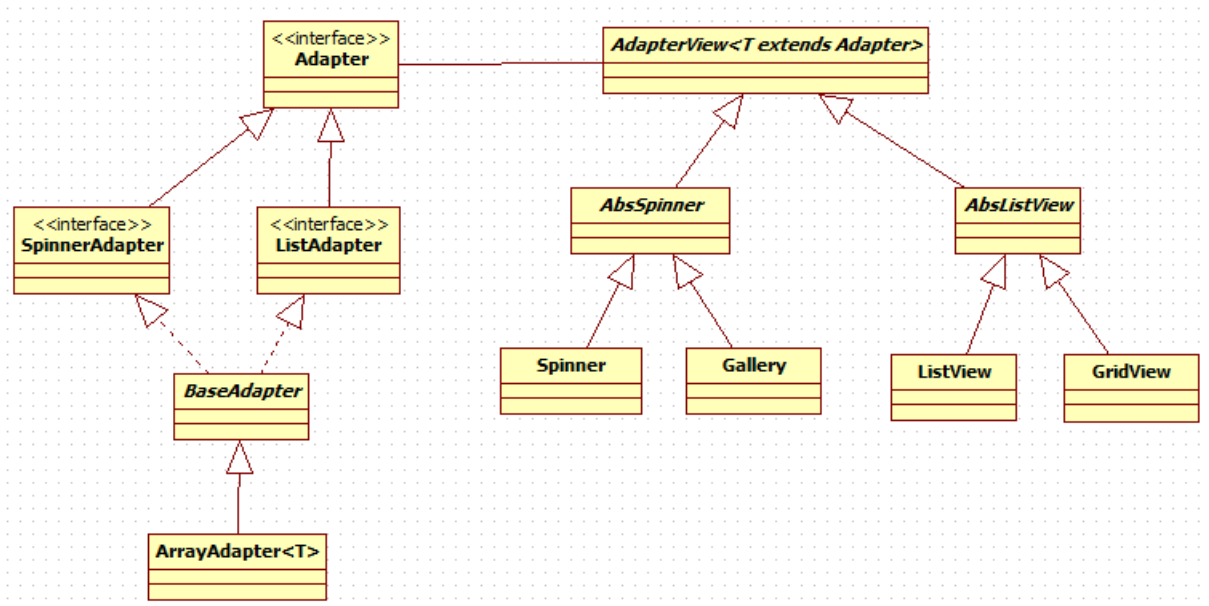 <<interface>>
Adapter
AdapterView<T extends Adapter>
<<interface>>
SpinnerAdapter
<<interface>>
ListAdapter
AbsSpinner
AbsListView
Spinner
Gallery
ListView
GridView
BaseAdapter
ArrayAdapter<T>